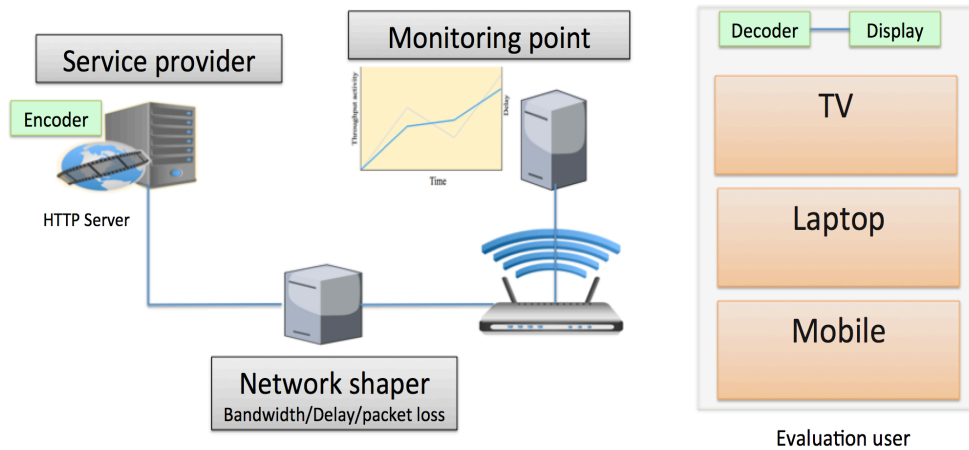 Service provider
Encoder
HTTP Server
Monitoring point
Throughput activity
Delay
Time
Network shaper
Bandwidth/Delay/packet loss
Decoder
Display
TV
Laptop
Mobile
Evaluation user